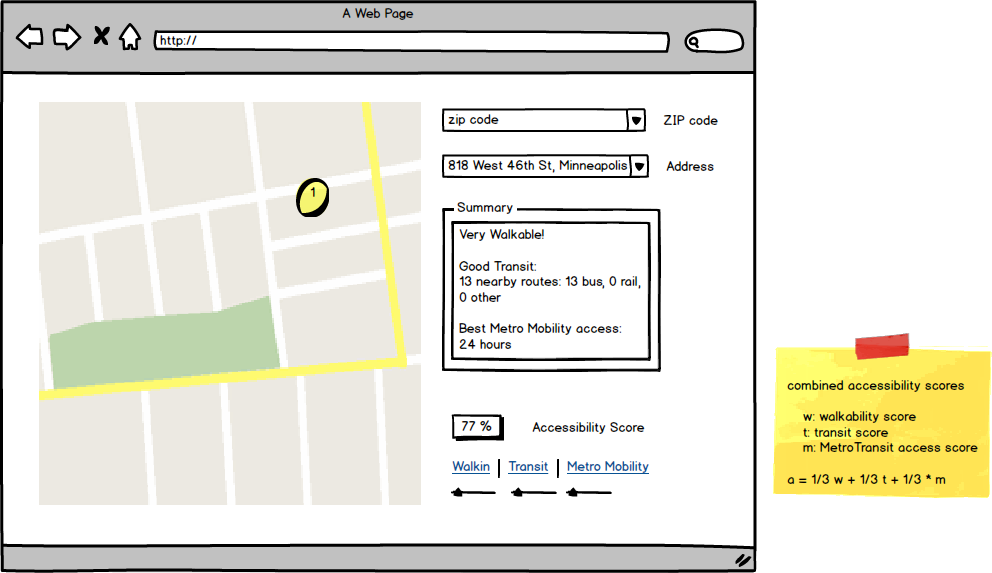 A Web Page
http://
1
zip code
ZIP code
818 West 46th St, Minneapolis
Address
Summary
Very Walkable!
Good Transit:
13 nearby routes: 13 bus, 0 rail,
0 other
Best Metro Mobility access:
24 hours
77 %
Accessibility Score
Walkin | Transit | Metro Mobility
combined accessibility scores
w: walkability score
t: transit score
m: MetroTransit access score
a = 1/3 w + 1/3 t + 1/3 * m